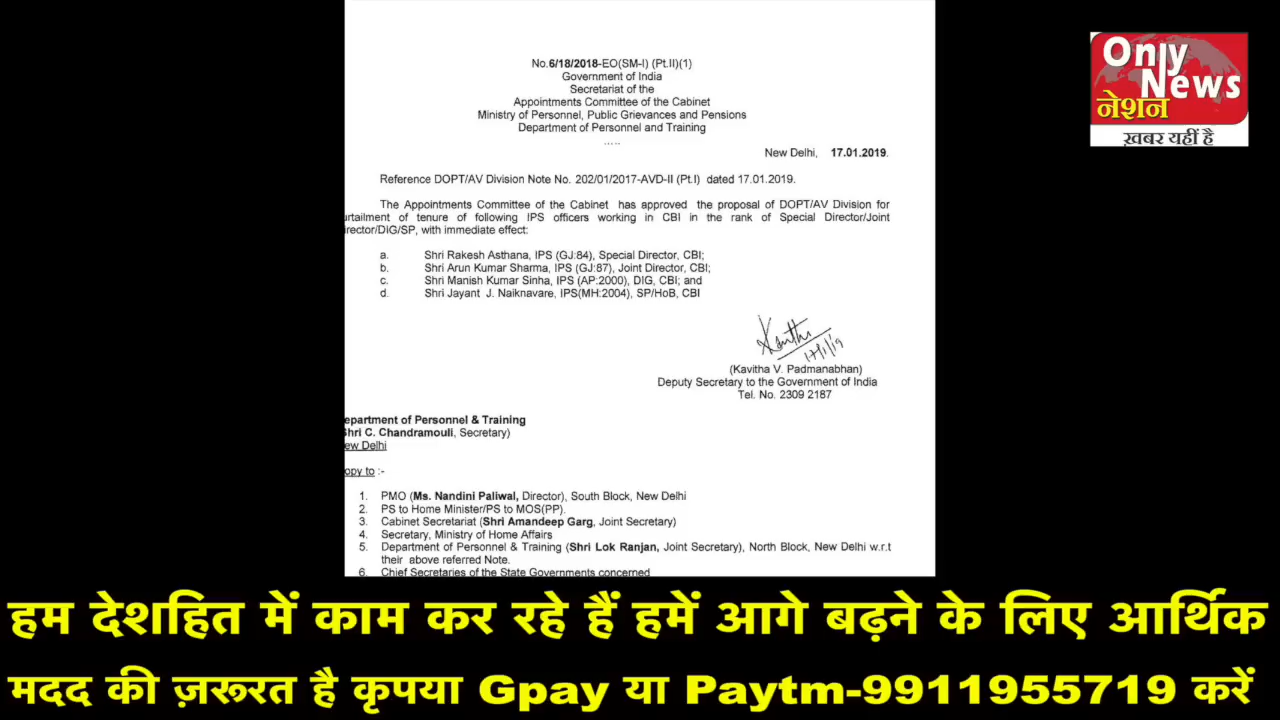 No.6/18/2018-EO(SM-I) (Pt.II)(1)
Government of India
Secretariat of the
Appointments Committee of the Cabinet
Ministry of Personnel, Public Grievances and Pensions
Department of Personnel and Training
.....
New Delhi, 17.01.2019.
Reference DOPT/AV Division Note No. 202/01/2017-AVD-II (Pt.I) dated 17.01.2019.
The Appointments Committee of the Cabinet has approved the proposal of DOPT/AV Division for
urtailment of tenure of following IPS officers working in CBI in the rank of Special Director/Joint
irector/DIG/SP, with immediate effect:
a. Shri Rakesh Asthana, IPS (GJ:84), Special Director, CBI;
b. Shri Arun Kumar Sharma, IPS (GJ:87), Joint Director, CBI;
c. Shri Manish Kumar Sinha, IPS (AP:2000), DIG, CBI; and
d. Shri Jayant J. Naiknavare, IPS(MH:2004), SP/HoB, CBI
Kavitha
17/1/19
(Kavitha V. Padmanabhan)
Deputy Secretary to the Government of India
Tel. No. 2309 2187
epartment of Personnel & Training
Shri C. Chandramouli, Secretary)
ew Delhi
opy to :-
1. PMO (Ms. Nandini Paliwal, Director), South Block, New Delhi
2. PS to Home Minister/PS to MOS(PP).
3. Cabinet Secretariat (Shri Amandeep Garg, Joint Secretary)
4. Secretary, Ministry of Home Affairs
5. Department of Personnel & Training (Shri Lok Ranjan, Joint Secretary), North Block, New Delhi w.r.t
their above referred Note.
6. Chief Secretaries of the State Governments concerned
Only
News
नेशन
ख़बर यहीं है
हम देशहित में काम कर रहे हैं हमें आगे बढ़ने के लिए आर्थिक
मदद की ज़रूरत है कृपया Gpay या Paytm-9911955719 करें